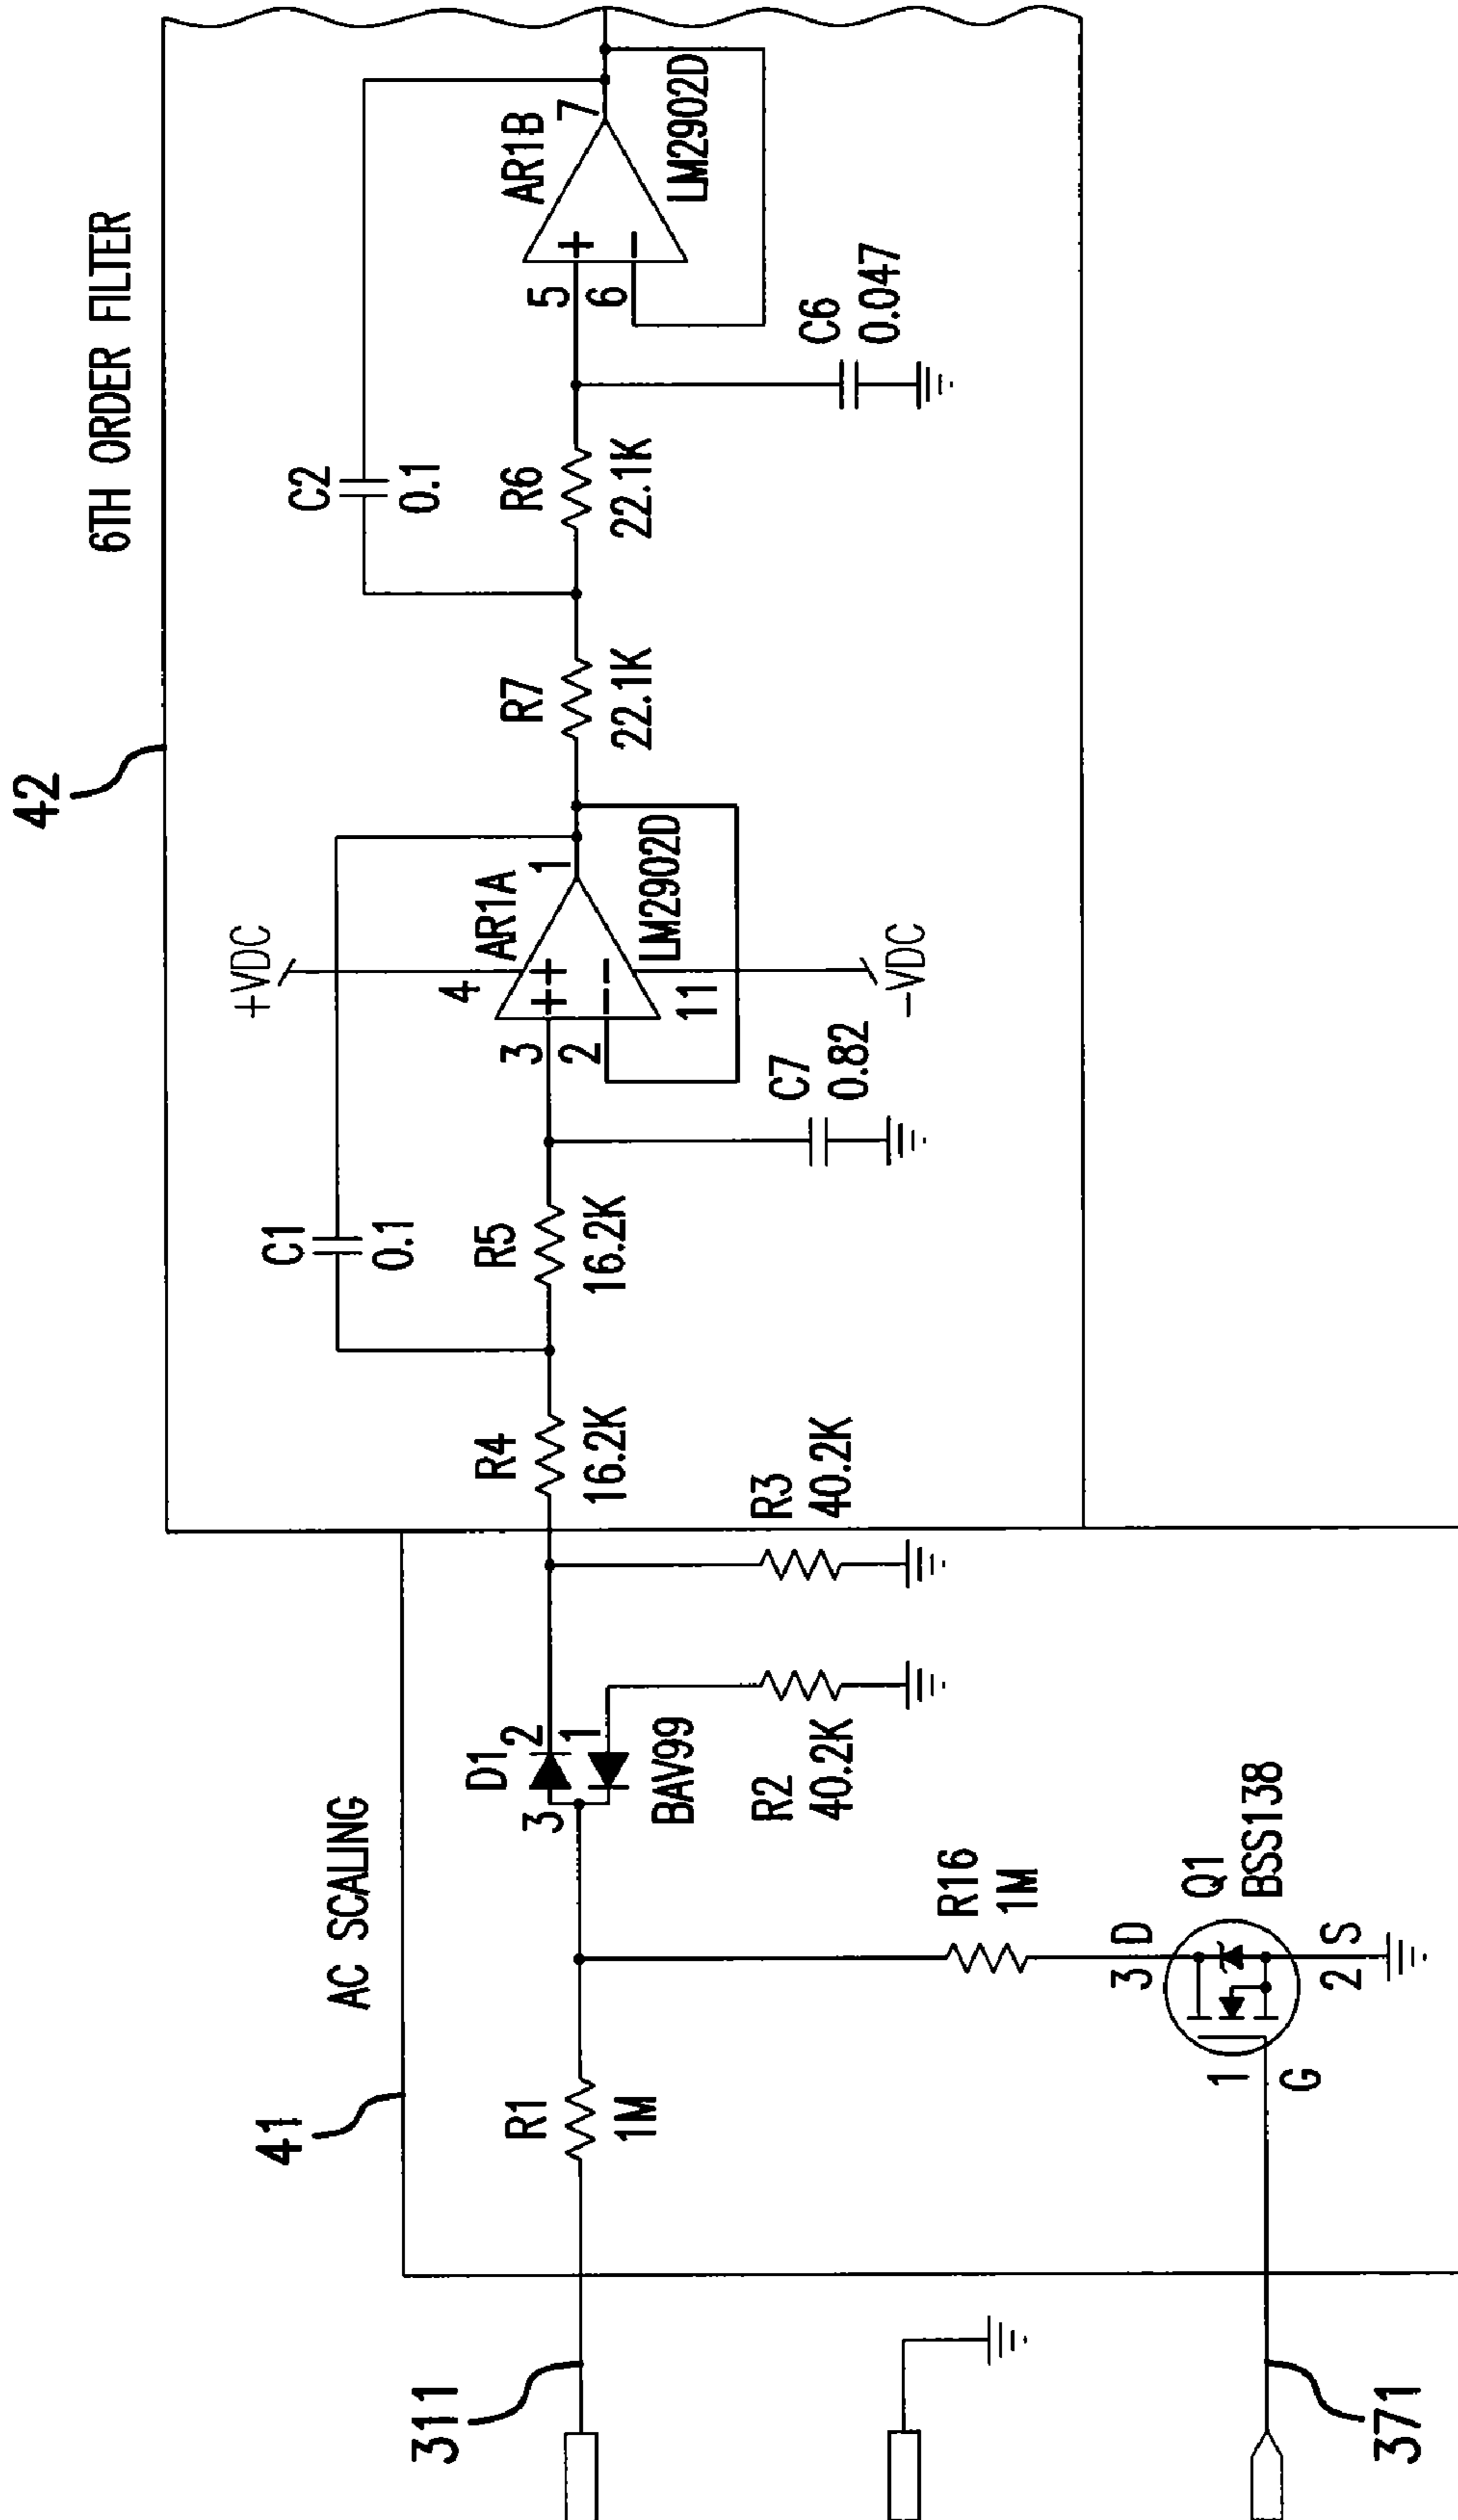 42
6TH ORDER FILTER
41
AC SCALING
311
R1
1M
D1
3
2
1
BAW99
R2
40.2K
R3
40.2K
R16
1M
Q1
BSS138
3 D
2 S
1
G
371
R4
16.2K
C1
0.1
R5
16.2K
C7
0.82
+VDC
4
AR1A
3
2
++
--
1
11
LM2902D
-VDC
R7
22.1K
C2
0.1
R6
22.1K
C6
0.047
AR1B
5
6
+
-
7
LM2902D